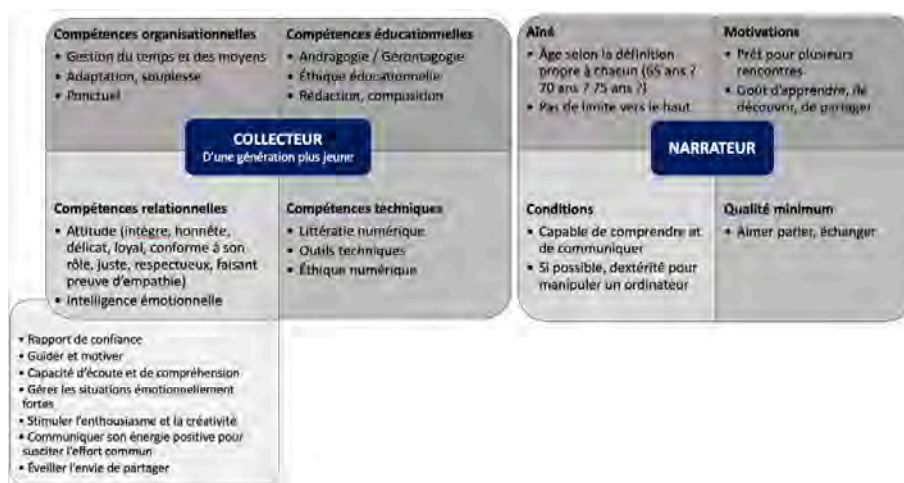 Compétences organisationnelles
• Gestion du temps et des moyens
• Adaptation, souplesse
• Ponctuel
Compétences éducationnelles
• Andragogie / Gérontagogie
• Éthique éducationnelle
• Rédaction, composition
COLLECTEUR
D'une génération plus jeune
Compétences relationnelles
• Attitude (intègre, honnête,
délicat, loyal, conforme à son
rôle, juste, respectueux, faisant
preuve d'empathie)
• Intelligence émotionnelle
Compétences techniques
• Littératie numérique
• Outils techniques
• Éthique numérique
• Rapport de confiance
• Guider et motiver
• Capacité d'écoute et de compréhension
• Gérer les situations émotionnellement
fortes
• Stimuler l'enthousiasme et la créativité
• Communiquer son énergie positive pour
susciter l'effort commun
• Éveiller l'envie de partager
Aîné
• Âge selon la définition
propre à chacun (65 ans ?
70 ans ? 75 ans ?)
• Pas de limite vers le haut
Motivations
• Prêt pour plusieurs
rencontres
• Goût d'apprendre, de
découvrir, de partager
NARRATEUR
Conditions
• Capable de comprendre et
de communiquer
• Si possible, dextérité pour
manipuler un ordinateur
Qualité minimum
• Aimer parler, échanger